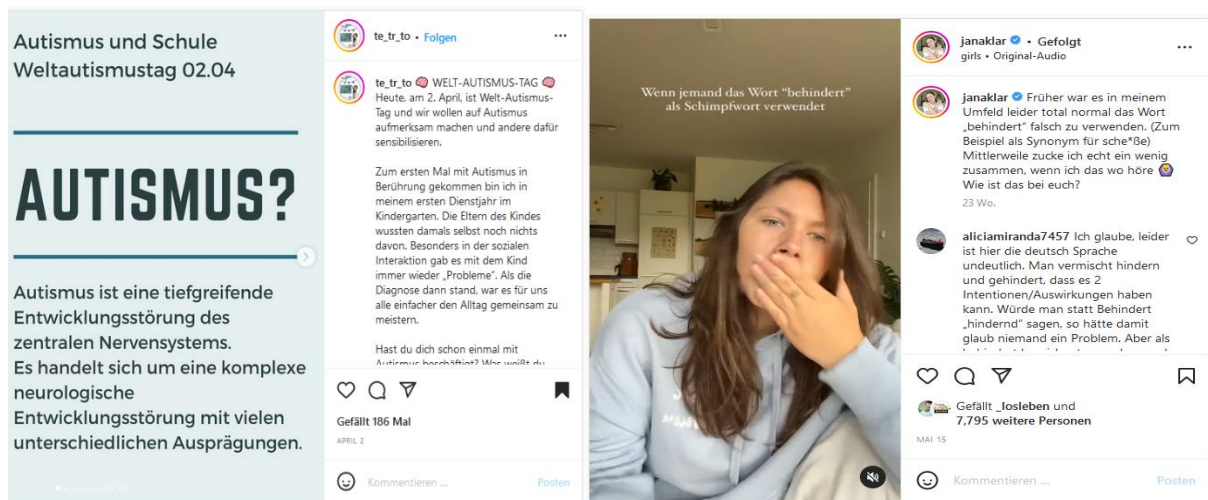 Autismus und Schule
Weltautismustag 02.04
AUTISMUS?
Autismus ist eine tiefgreifende
Entwicklungsstörung des
zentralen Nervensystems.
Es handelt sich um eine komplexe
neurologische
Entwicklungsstörung mit vielen
unterschiedlichen Ausprägungen.
te_tr_to • Folgen
te_tr_to 🧠 WELT-AUTISMUS-TAG 🧠
Heute, am 2. April, ist Welt-Autismus-
Tag und wir wollen auf Autismus
aufmerksam machen und andere dafür
sensibilisieren.
Zum ersten Mal mit Autismus in
Berührung gekommen bin ich in
meinem ersten Dienstjahr im
Kindergarten. Die Eltern des Kindes
wussten damals selbst noch nichts
davon. Besonders in der sozialen
Interaktion gab es mit dem Kind
immer wieder „Probleme". Als die
Diagnose dann stand, war es für uns
alle einfacher den Alltag gemeinsam zu
meistern.
Hast du dich schon einmal mit
Autismus beschäftigt? Was weißt du
Gefällt 186 Mal
APRIL 2
Kommentieren ...
Posten
Wenn jemand das Wort "behindert"
als Schimpfwort verwendet
janaklar • Gefolgt
girls • Original-Audio
janaklar Früher war es in meinem
Umfeld leider total normal das Wort
„behindert" falsch zu verwenden. (Zum
Beispiel als Synonym für sche*ße)
Mittlerweile zucke ich echt ein wenig
zusammen, wenn ich das wo höre 🙆
Wie ist das bei euch?
23 Wo.
aliciamiranda7457 Ich glaube, leider
ist hier die deutsch Sprache
undeutlich. Man vermischt hindern
und gehindert, dass es 2
Intentionen/Auswirkungen haben
kann. Würde man statt Behindert
„hindernd" sagen, so hätte damit
glaub niemand ein Problem. Aber als
Gefällt _losleben und
7,795 weitere Personen
MAI 15
Kommentieren ...
Posten